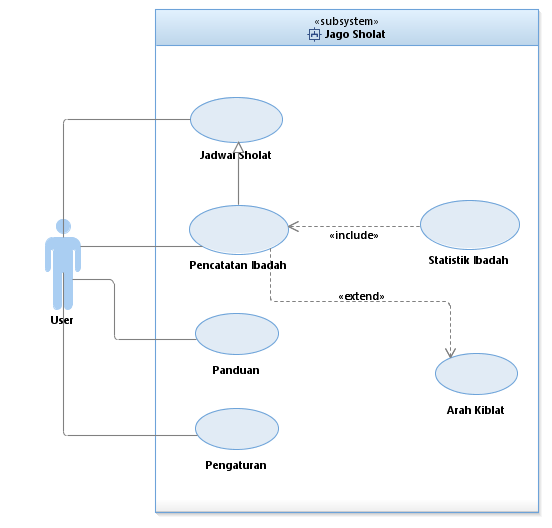 «subsystem»
Jago Sholat
Jadwal Sholat
Pencatatan Ibadah
«include»
Statistik Ibadah
«extend»
User
Panduan
Arah Kiblat
Pengaturan